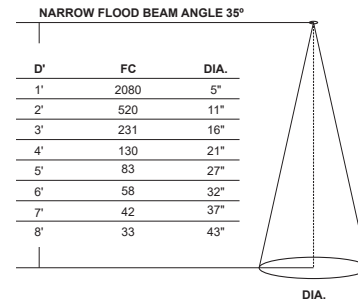 NARROW FLOOD BEAM ANGLE 35º
D' FC DIA.
1' 2080 5"
2' 520 11"
3' 231 16"
4' 130 21"
5' 83 27"
6' 58 32"
7' 42 37"
8' 33 43"
DIA.